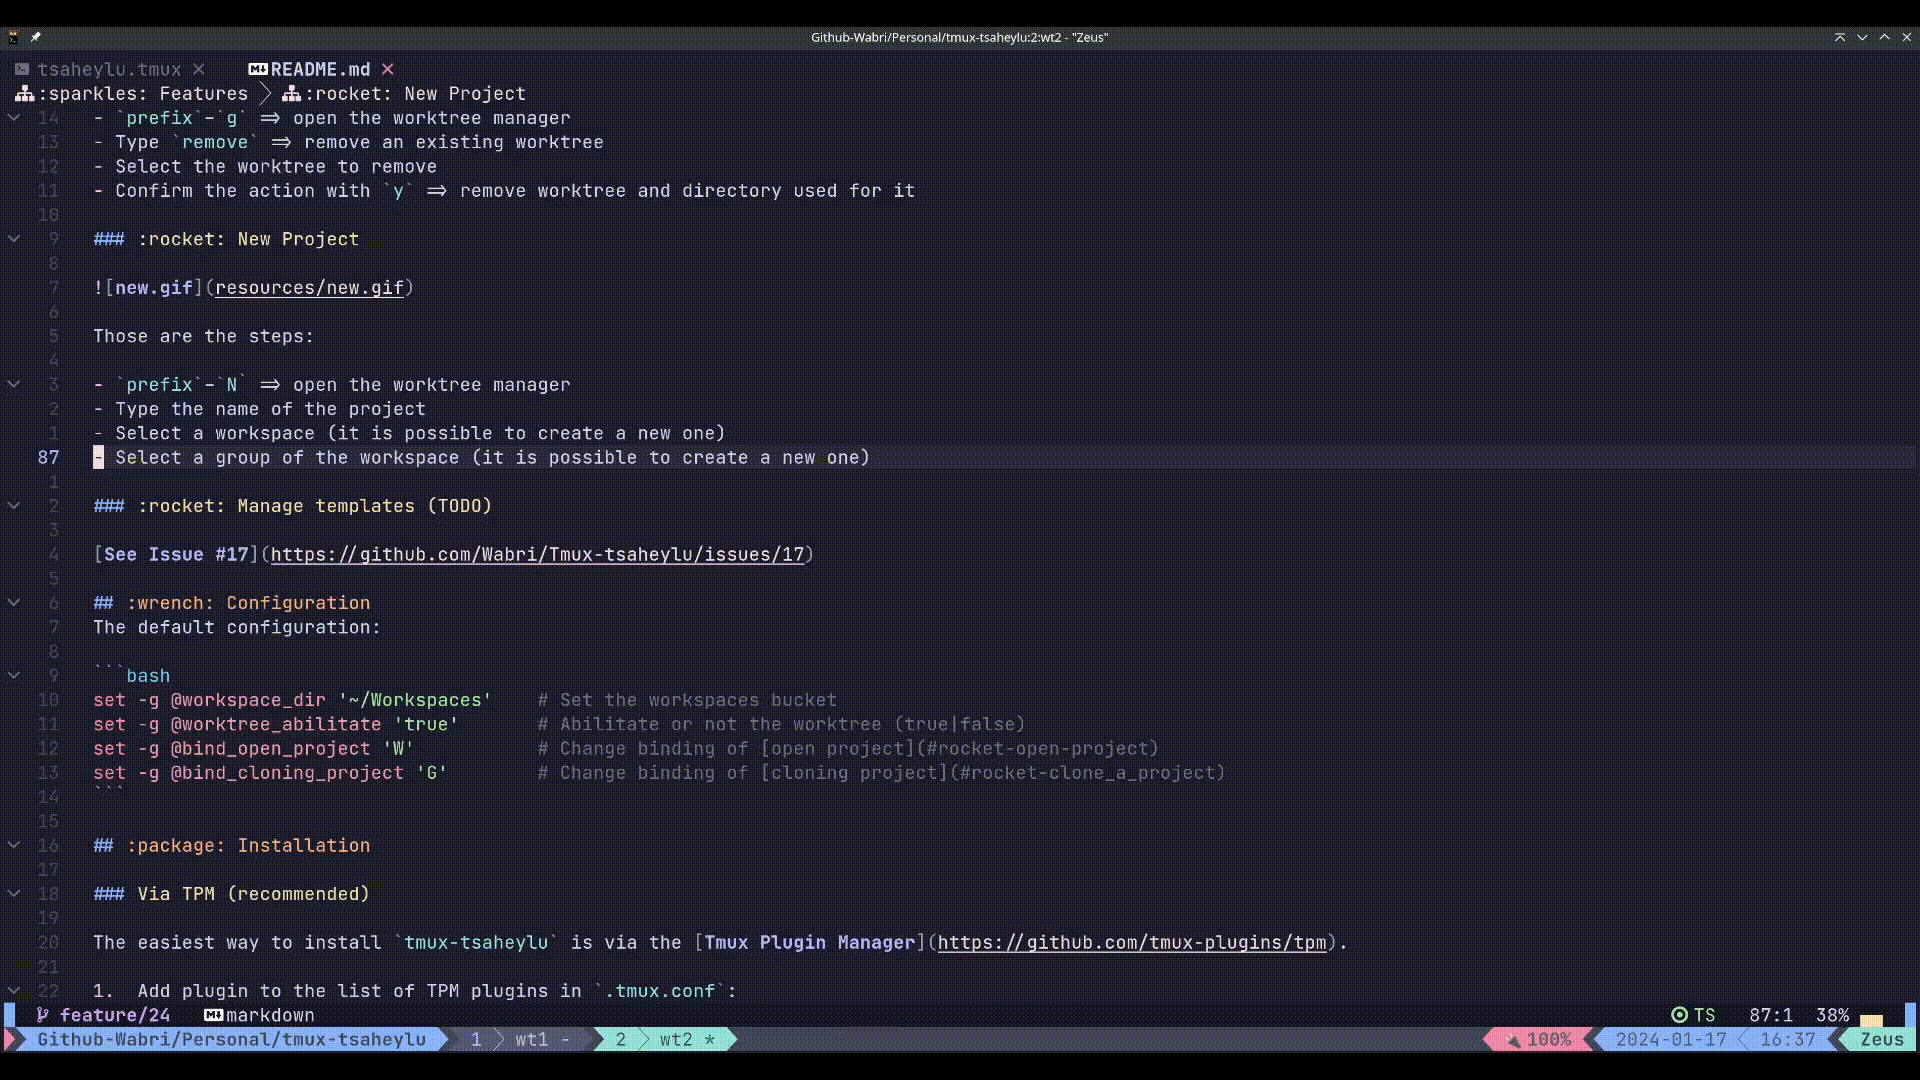 Github-Wabri/Personal/tmux-tsaheylu:2:wt2 - "Zeus"
tsaheylu.tmux README.md
:sparkles: Features :rocket: New Project
14 - `prefix`-`g` => open the worktree manager
13 - Type `remove` => remove an existing worktree
12 - Select the worktree to remove
11 - Confirm the action with `y` => remove worktree and directory used for it
10
9 ### :rocket: New Project
8
7 ![new.gif](resources/new.gif)
6
5 Those are the steps:
4
3 - `prefix`-`N` => open the worktree manager
2 - Type the name of the project
1 - Select a workspace (it is possible to create a new one)
87 - Select a group of the workspace (it is possible to create a new one)
1
2 ### :rocket: Manage templates (TODO)
3
4 [See Issue #17](https://github.com/Wabri/Tmux-tsaheylu/issues/17)
5
6 ## :wrench: Configuration
7 The default configuration:
8
9 ```bash
10 set -g @workspace_dir '~/Workspaces' # Set the workspaces bucket
11 set -g @worktree_abilitate 'true' # Abilitate or not the worktree (true|false)
12 set -g @bind_open_project 'W' # Change binding of [open project](#rocket-open-project)
13 set -g @bind_cloning_project 'G' # Change binding of [cloning project](#rocket-clone_a_project)
14 ```
15
16 ## :package: Installation
17
18 ### Via TPM (recommended)
19
20 The easiest way to install `tmux-tsaheylu` is via the [Tmux Plugin Manager](https://github.com/tmux-plugins/tpm).
21
22 1. Add plugin to the list of TPM plugins in `.tmux.conf`:
feature/24 markdown TS 87:1 38%
Github-Wabri/Personal/tmux-tsaheylu 1 wt1 - 2 wt2 * 100% 2024-01-17 16:37 Zeus